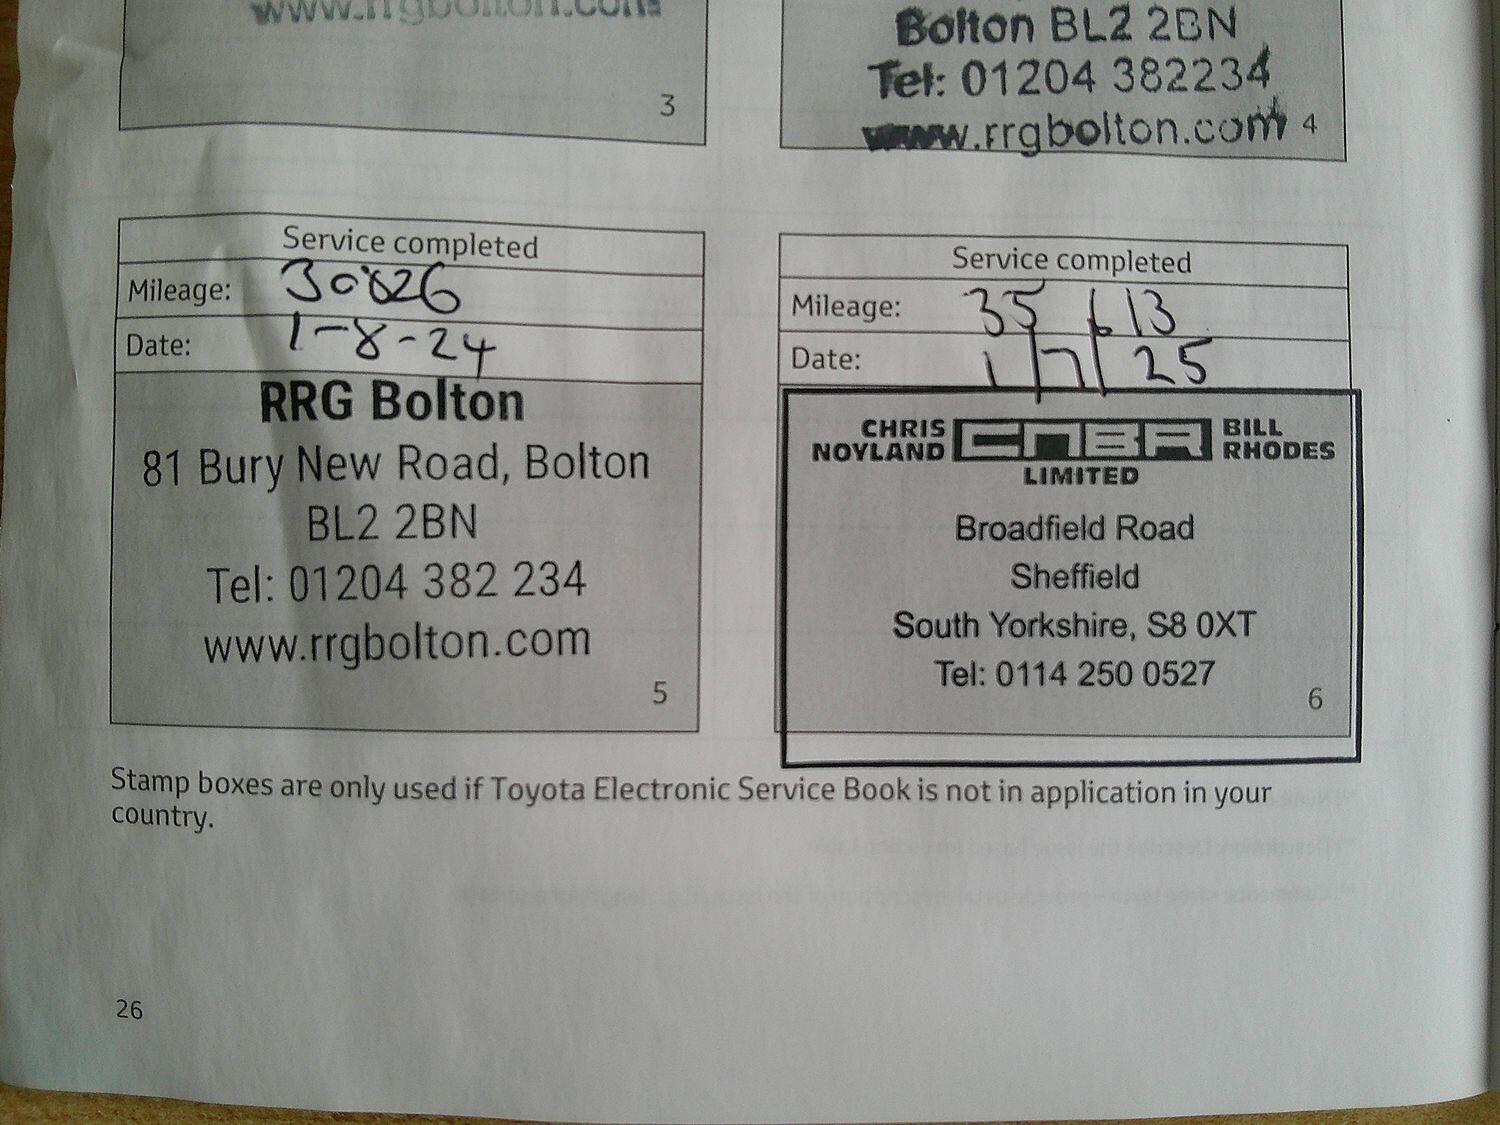 www.rrgbolton.com
3
Bolton BL2 2BN
Tel: 01204 382234
www.rrgbolton.com 4
Service completed
Mileage: 30826
Date: 1-8-24
RRG Bolton
81 Bury New Road, Bolton
BL2 2BN
Tel: 01204 382 234
www.rrgbolton.com
5
Service completed
Mileage: 35 613
Date: 1/7/25
CHRIS NOYLAND CNBR BILL RHODES
LIMITED
Broadfield Road
Sheffield
South Yorkshire, S8 0XT
Tel: 0114 250 0527
6
Stamp boxes are only used if Toyota Electronic Service Book is not in application in your
country.
26